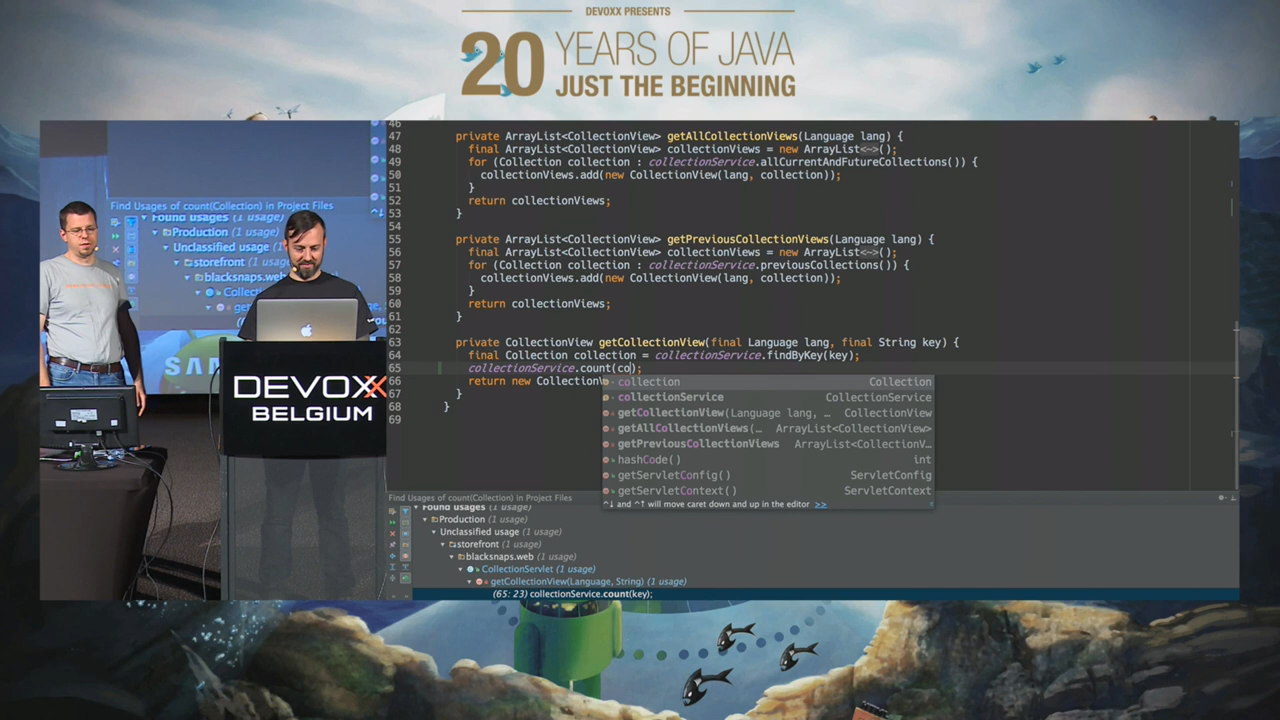 DEVOXX PRESENTS
20 YEARS OF JAVA
JUST THE BEGINNING
Find Usages of count(Collection) in Project Files
Found usages (1 usage)
Production (1 usage)
Unclassified usage (1 usage)
storefront (1 usage)
blacksnaps.web
Collecti
get
SAM
DEVOXX
BELGIUM
46
47 private ArrayList<CollectionView> getAllCollectionViews(Language lang) {
48 final ArrayList<CollectionView> collectionViews = new ArrayList<~>();
49 for (Collection collection : collectionService.allCurrentAndFutureCollections()) {
50 collectionViews.add(new CollectionView(lang, collection));
51 }
52 return collectionViews;
53 }
54
55 private ArrayList<CollectionView> getPreviousCollectionViews(Language lang) {
56 final ArrayList<CollectionView> collectionViews = new ArrayList<~>();
57 for (Collection collection : collectionService.previousCollections()) {
58 collectionViews.add(new CollectionView(lang, collection));
59 }
60 return collectionViews;
61 }
62
63 private CollectionView getCollectionView(final Language lang, final String key) {
64 final Collection collection = collectionService.findByKey(key);
65 collectionService.count(co);
66 return new Collection
67 }
68 }
69
collection Collection
collectionService CollectionService
getCollectionView(Language lang, … CollectionView
getAllCollectionViews(… ArrayList<CollectionView>
getPreviousCollectionViews ArrayList<CollectionV…
hashCode() int
getServletConfig() ServletConfig
getServletContext() ServletContext
^↓ and ^↑ will move caret down and up in the editor >>
Find Usages of count(Collection) in Project Files
Found usages (1 usage)
Production (1 usage)
Unclassified usage (1 usage)
storefront (1 usage)
blacksnaps.web (1 usage)
CollectionServlet (1 usage)
getCollectionView(Language, String) (1 usage)
(65: 23) collectionService.count(key);